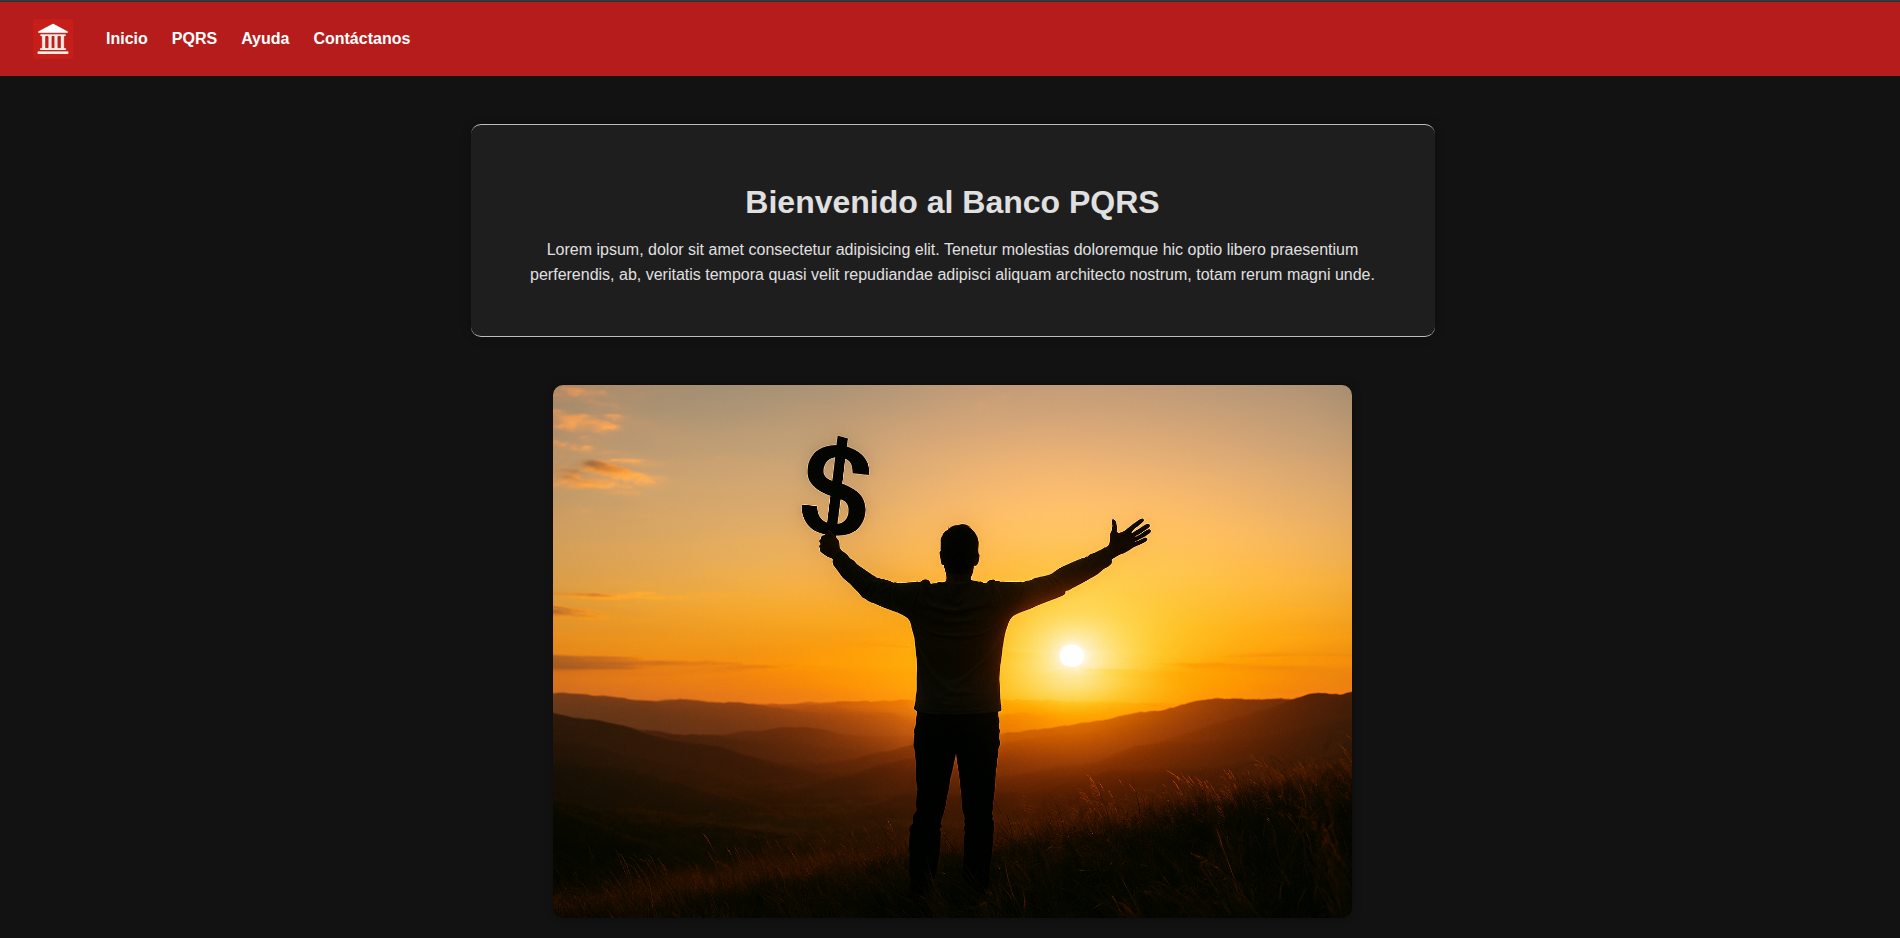 Inicio PQRS Ayuda Contáctanos
Bienvenido al Banco PQRS
Lorem ipsum, dolor sit amet consectetur adipisicing elit. Tenetur molestias doloremque hic optio libero praesentium
perferendis, ab, veritatis tempora quasi velit repudiandae adipisci aliquam architecto nostrum, totam rerum magni unde.
$